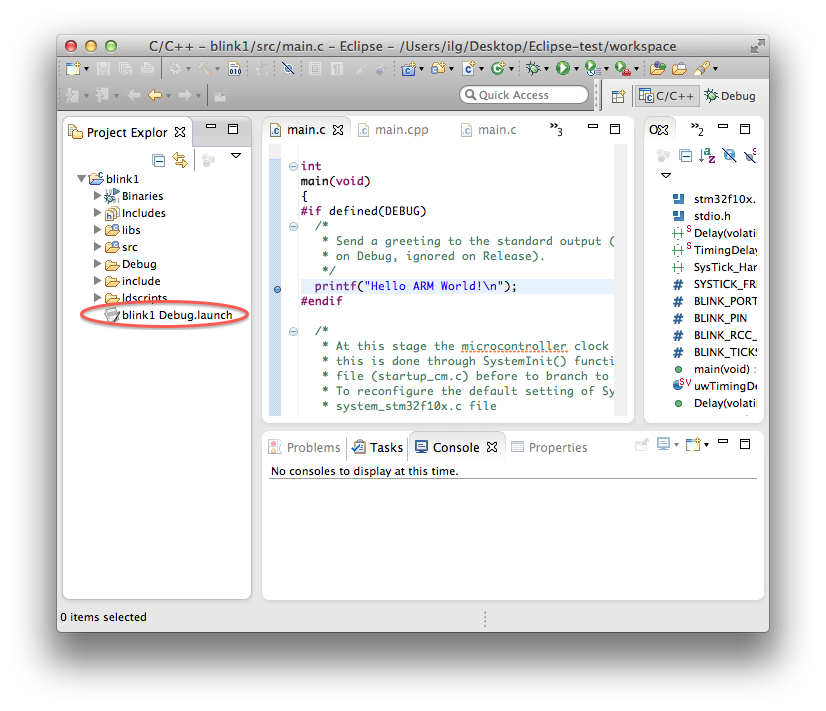 C/C++ - blink1/src/main.c - Eclipse - /Users/ilg/Desktop/Eclipse-test/workspace
010
Quick Access
C/C++
Debug
Project Explor
blink1
Binaries
Includes
libs
src
Debug
include
ldscripts
blink1 Debug.launch
main.c
main.cpp
main.c
»3
int
main(void)
{
#if defined(DEBUG)
/*
* Send a greeting to the standard output (
* on Debug, ignored on Release).
*/
printf("Hello ARM World!\n");
#endif
/*
* At this stage the microcontroller clock
* this is done through SystemInit() functi
* file (startup_cm.c) before to branch to
* To reconfigure the default setting of Sy
* system_stm32f10x.c file
»2
stm32f10x.
stdio.h
Delay(volati
TimingDelay
SysTick_Har
SYSTICK_FRE
BLINK_PORT
BLINK_PIN
BLINK_RCC_
BLINK_TICKS
main(void) :
uwTimingDe
Delay(volatil
Problems
Tasks
Console
Properties
No consoles to display at this time.
0 items selected